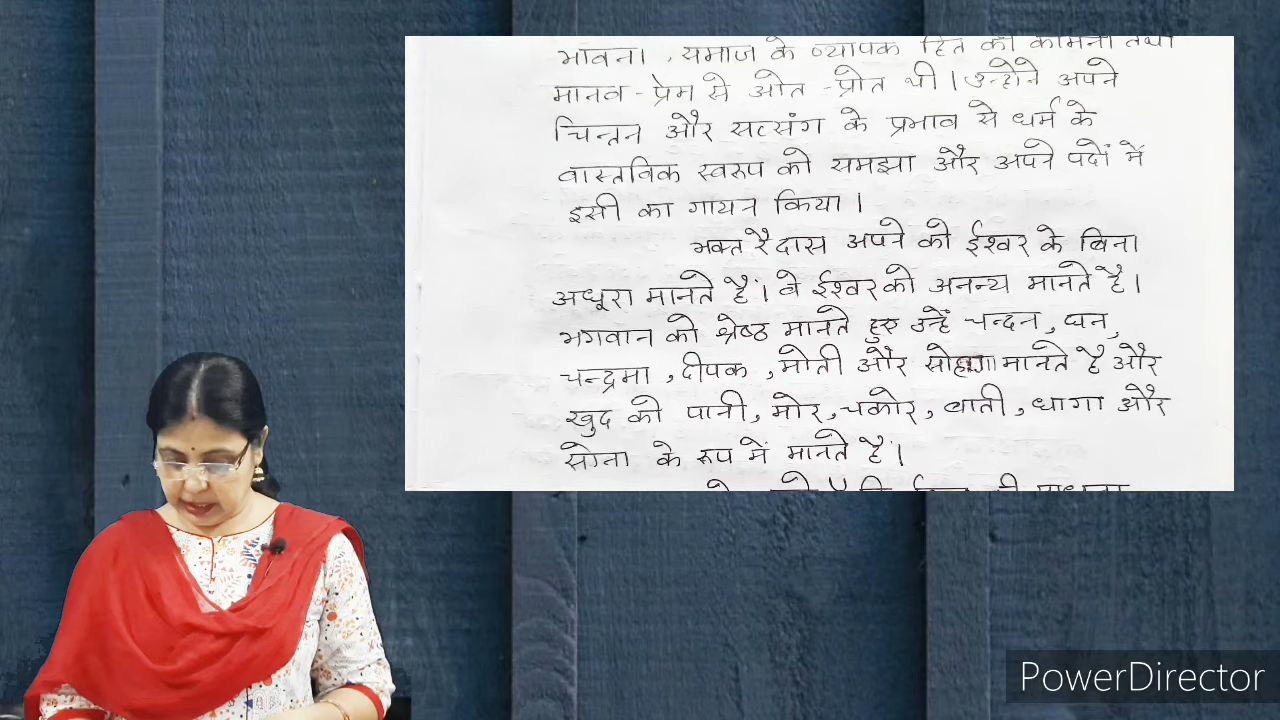 भावना, समाज के व्यापक हित की कामना तथा
मानव - प्रेम से ओत - प्रोत थी। उन्होंने अपने
चिन्तन और सत्संग के प्रभाव से धर्म के
वास्तविक स्वरूप को समझा और अपने पदों में
इसी का गायन किया।
भक्त रैदास अपने को ईश्वर के बिना
अधूरा मानते हैं। वे ईश्वर को अनन्य मानते है।
भगवान को श्रेष्ठ मानते हुए उन्हें चन्दन, घन,
चन्द्रमा, दीपक, मोती और सोहागा मानते है और
खुद को पानी, मोर, चकोर, बाती, धागा और
सोना के रूप में मानते हैं।
PowerDirector